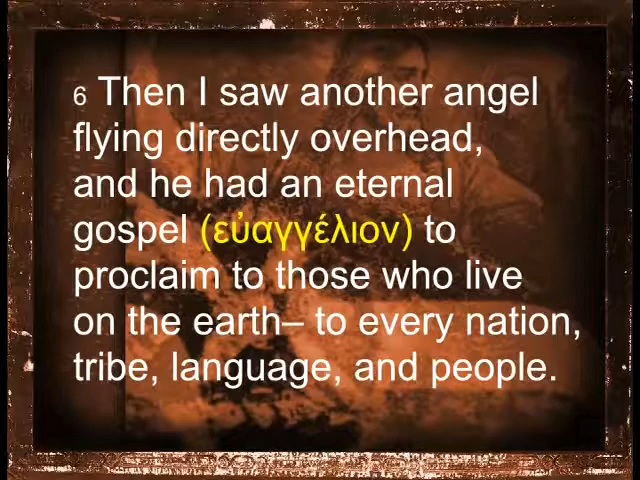 6 Then I saw another angel
flying directly overhead,
and he had an eternal
gospel (εὐαγγέλιον) to
proclaim to those who live
on the earth– to every nation,
tribe, language, and people.